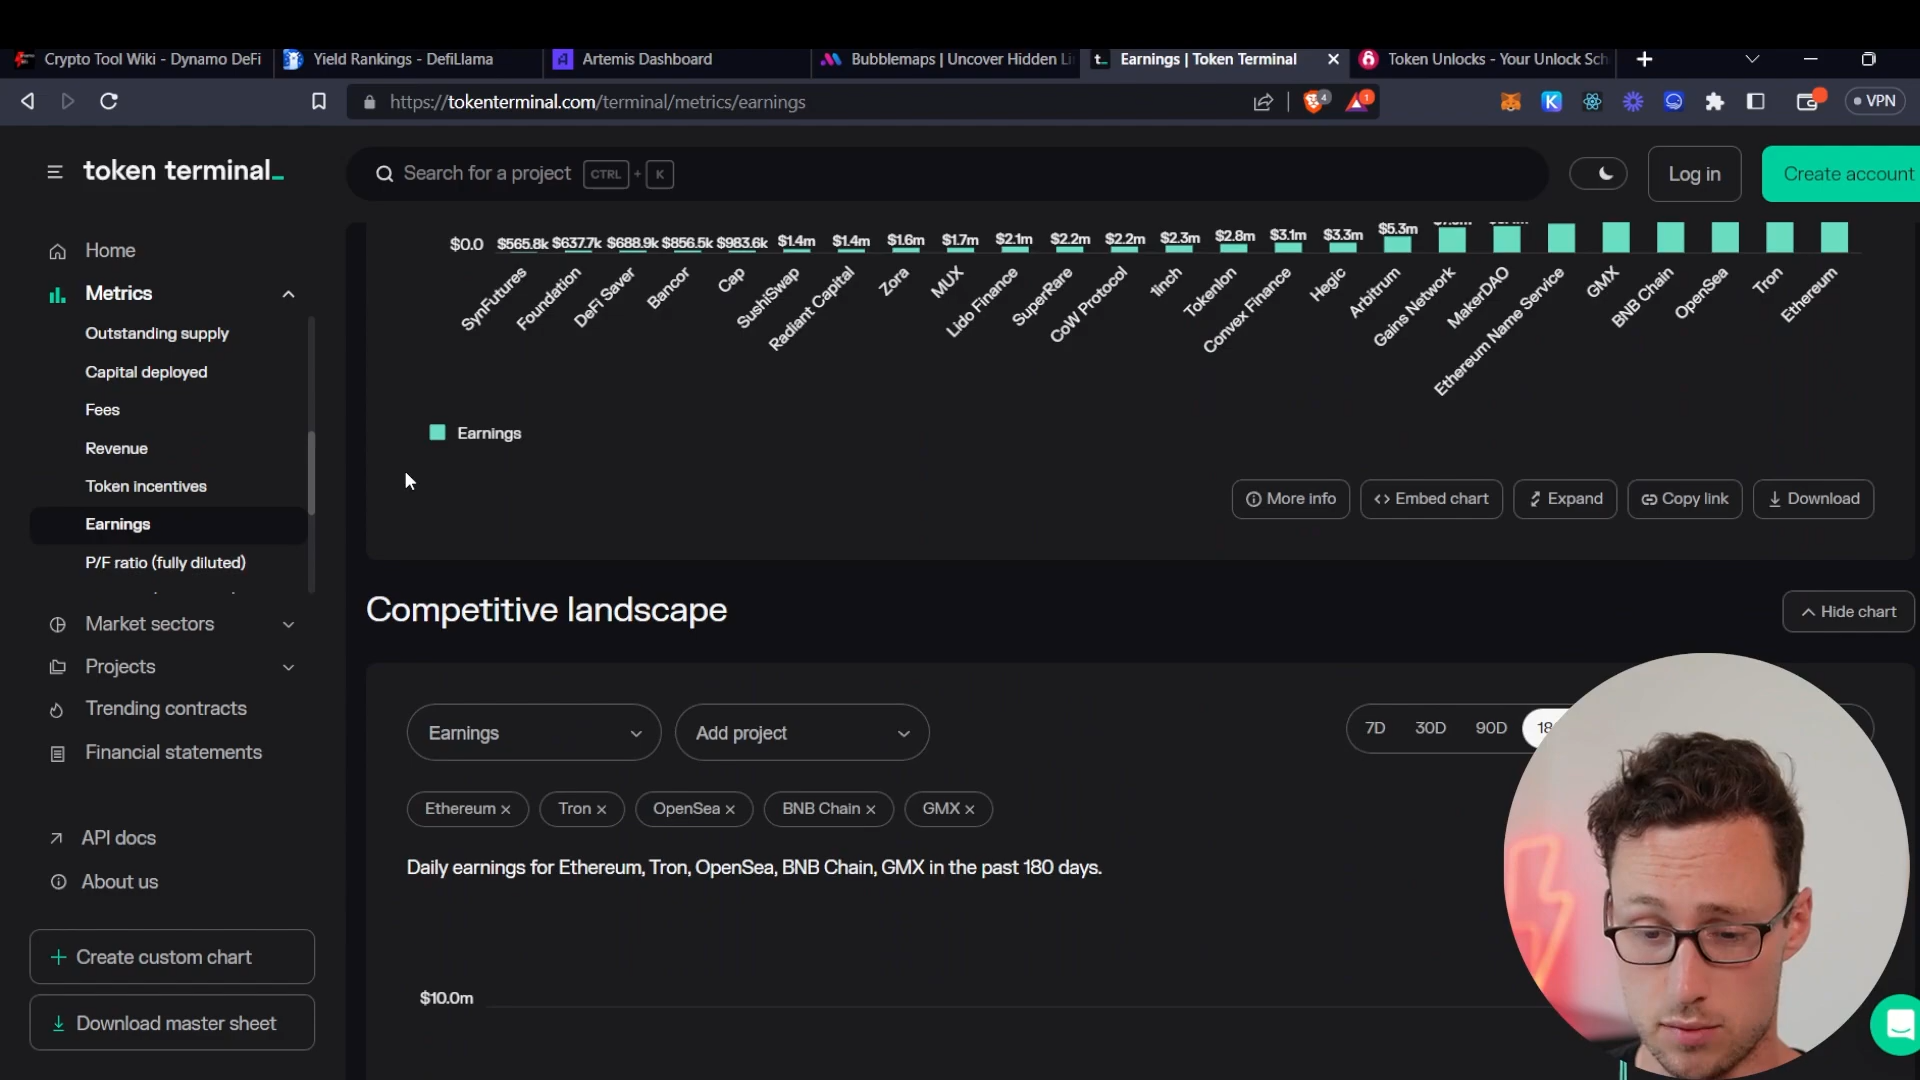 Crypto Tool Wiki - Dynamo DeFi
Yield Rankings - DefiLlama
Artemis Dashboard
Bubblemaps | Uncover Hidden Li
t_ Earnings | Token Terminal
Token Unlocks - Your Unlock Sch
https://tokenterminal.com/terminal/metrics/earnings
4
1
VPN
token terminal_
Search for a project CTRL + K
Log in
Create account
Home
Metrics
Outstanding supply
Capital deployed
Fees
Revenue
Token incentives
Earnings
P/F ratio (fully diluted)
Market sectors
Projects
Trending contracts
Financial statements
API docs
About us
+ Create custom chart
Download master sheet
$0.0 $565.8k $637.7k $688.9k $856.5k $983.6k $1.4m $1.4m $1.6m $1.7m $2.1m $2.2m $2.2m $2.3m $2.8m $3.1m $3.3m $5.3m
SynFutures Foundation DeFi Saver Bancor Cap SushiSwap Radiant Capital Zora MUX Lido Finance SuperRare CoW Protocol 1inch Tokenlon Convex Finance Hegic Arbitrum Gains Network MakerDAO Ethereum Name Service GMX BNB Chain OpenSea Tron Ethereum
Earnings
More info
<> Embed chart
Expand
Copy link
Download
Competitive landscape
Hide chart
Earnings
Add project
7D 30D 90D 18
Ethereum × Tron × OpenSea × BNB Chain × GMX ×
Daily earnings for Ethereum, Tron, OpenSea, BNB Chain, GMX in the past 180 days.
$10.0m